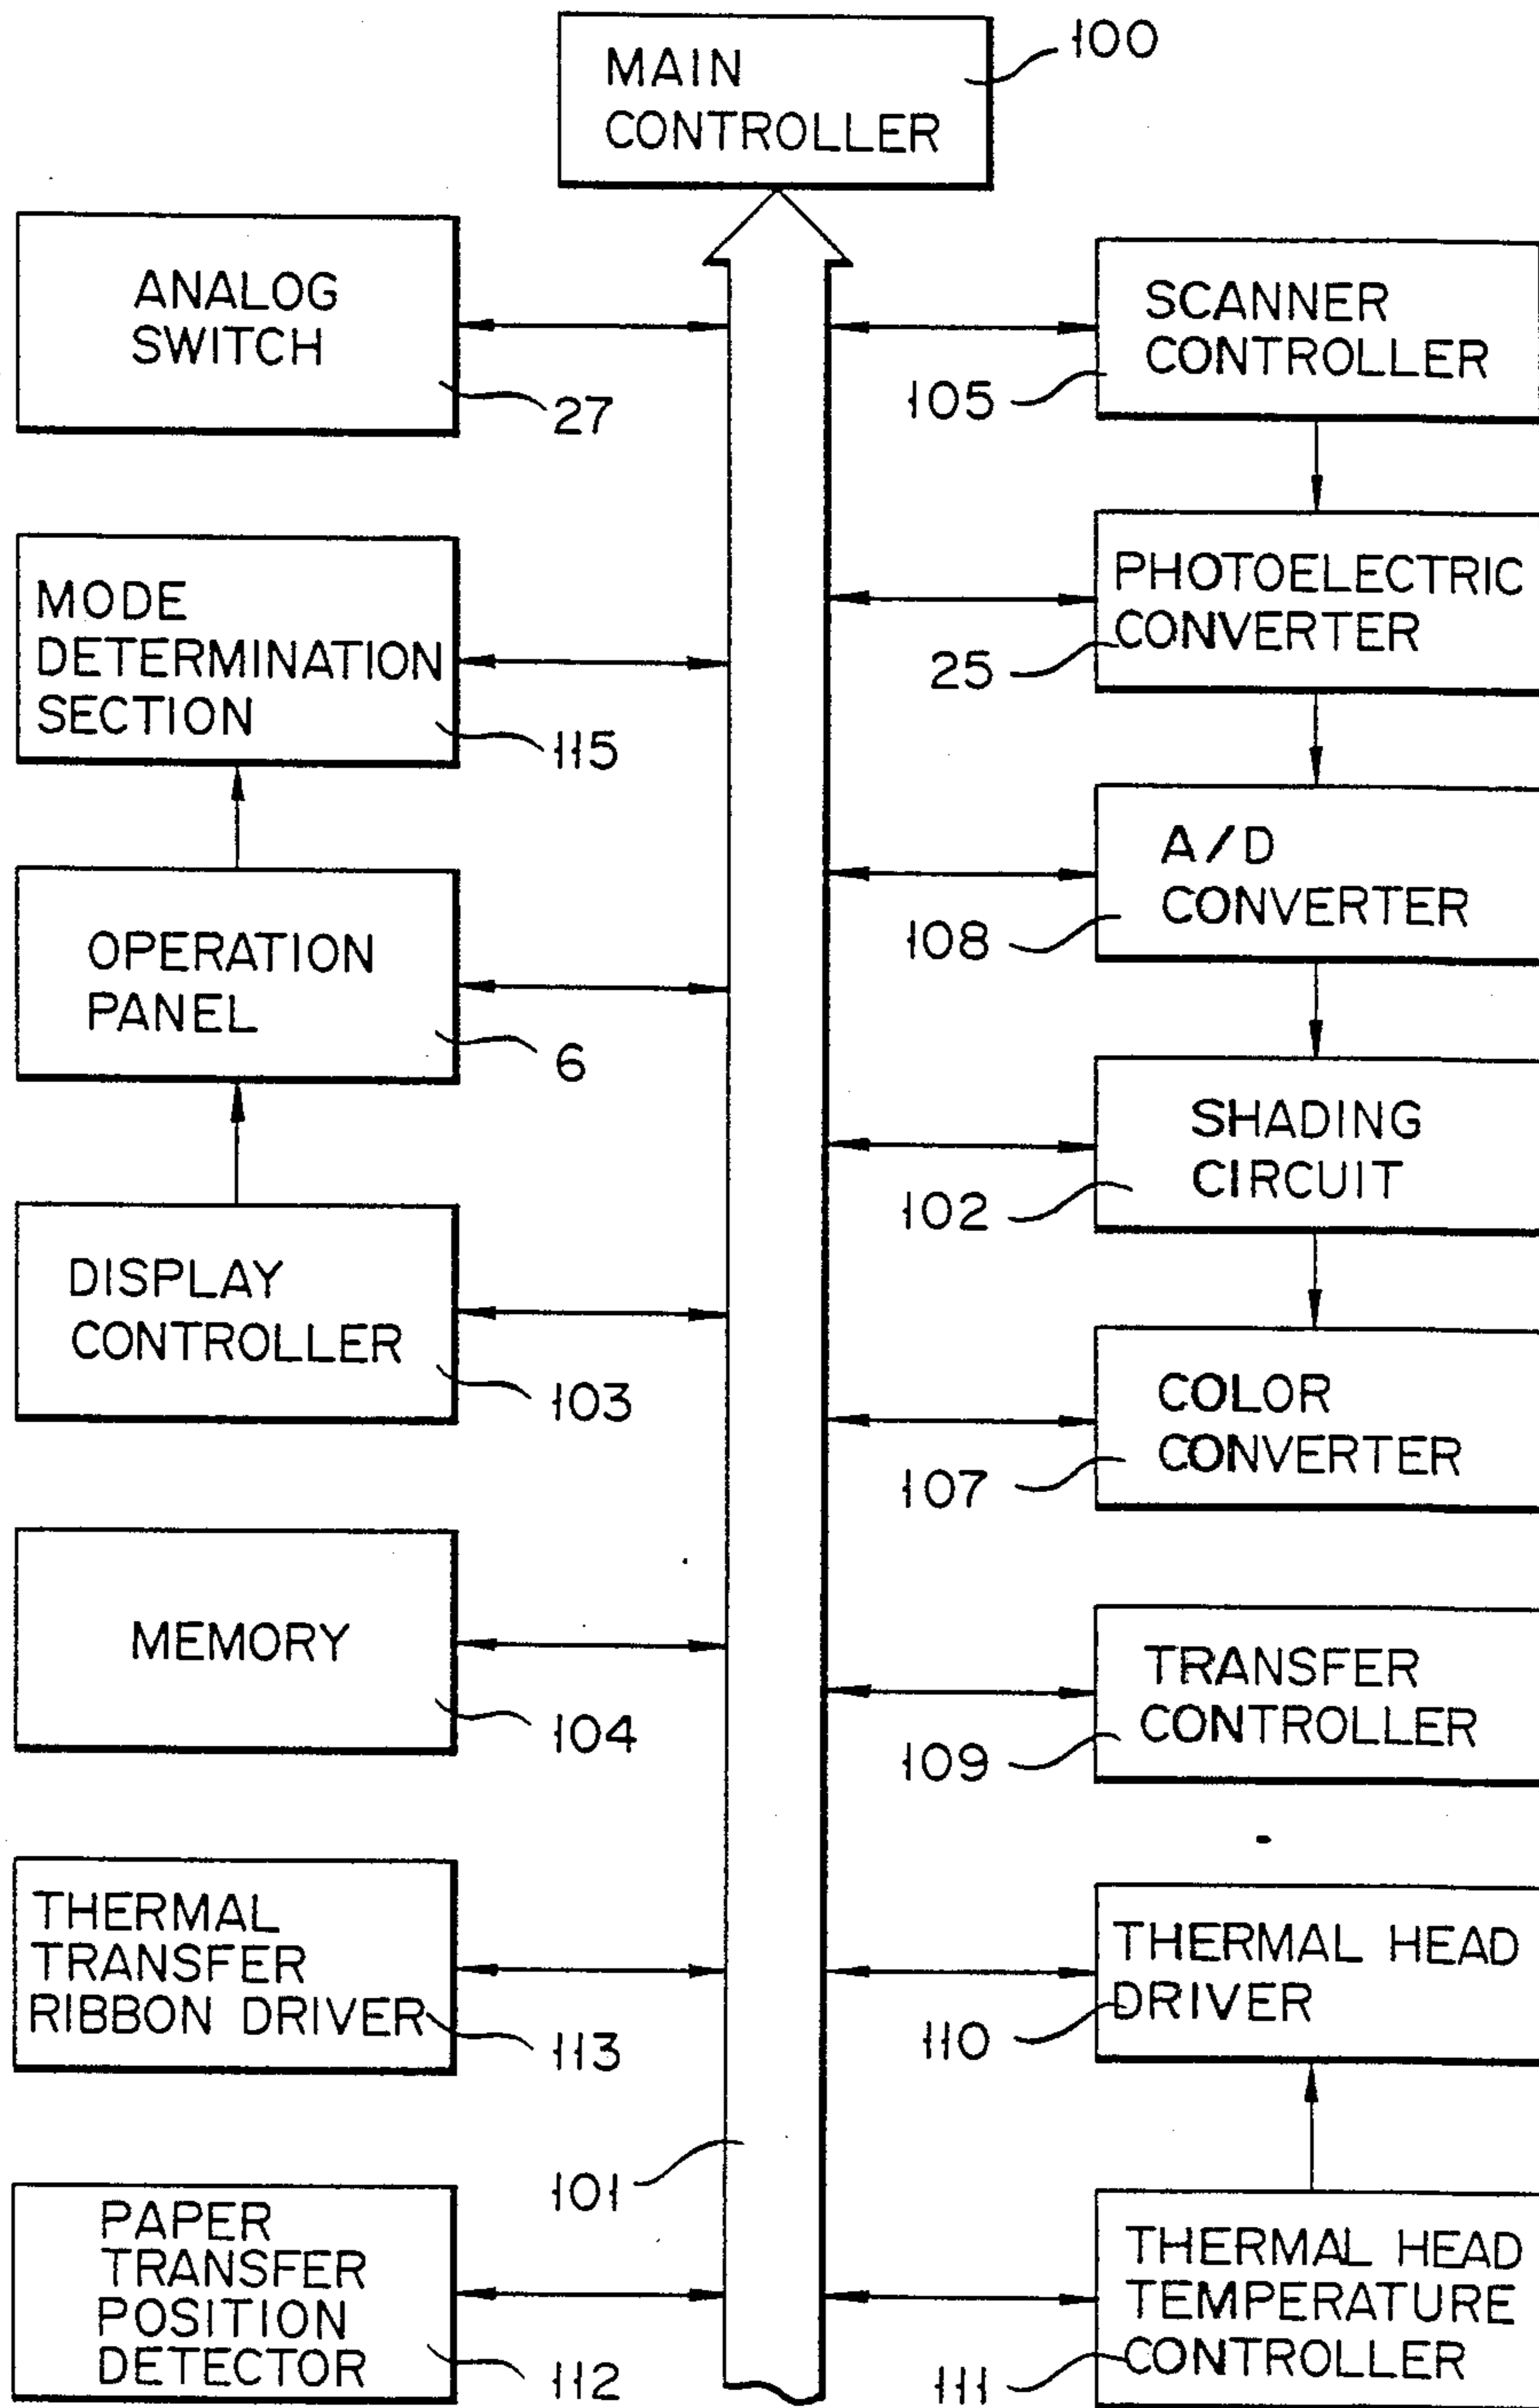 MAIN
CONTROLLER
100
ANALOG
SWITCH
27
MODE
DETERMINATION
SECTION
115
OPERATION
PANEL
6
DISPLAY
CONTROLLER
103
MEMORY
104
THERMAL
TRANSFER
RIBBON DRIVER
113
PAPER
TRANSFER
POSITION
DETECTOR
112
101
SCANNER
CONTROLLER
105
PHOTOELECTRIC
CONVERTER
25
A/D
CONVERTER
108
SHADING
CIRCUIT
102
COLOR
CONVERTER
107
TRANSFER
CONTROLLER
109
THERMAL HEAD
DRIVER
110
THERMAL HEAD
TEMPERATURE
CONTROLLER
111